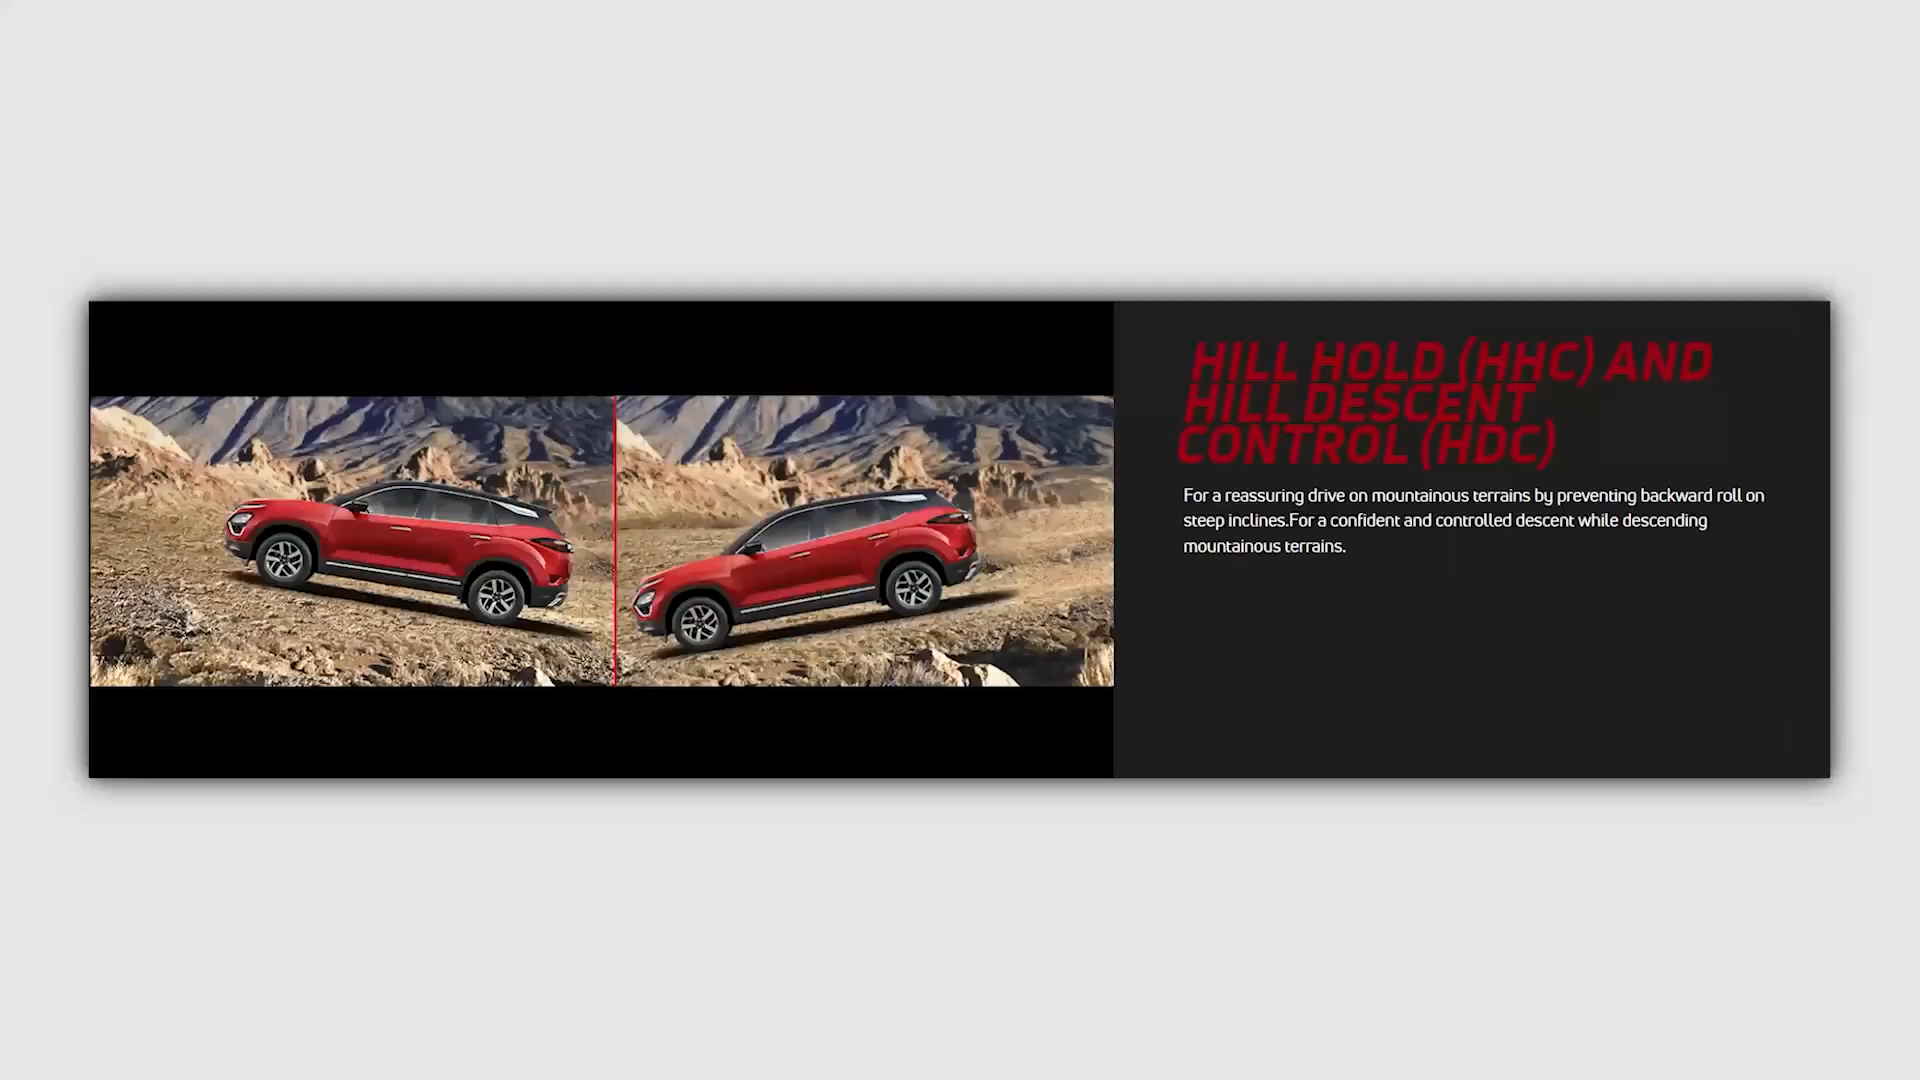 HILL HOLD (HHC) AND
HILL DESCENT
CONTROL (HDC)
For a reassuring drive on mountainous terrains by preventing backward roll on
steep inclines.For a confident and controlled descent while descending
mountainous terrains.